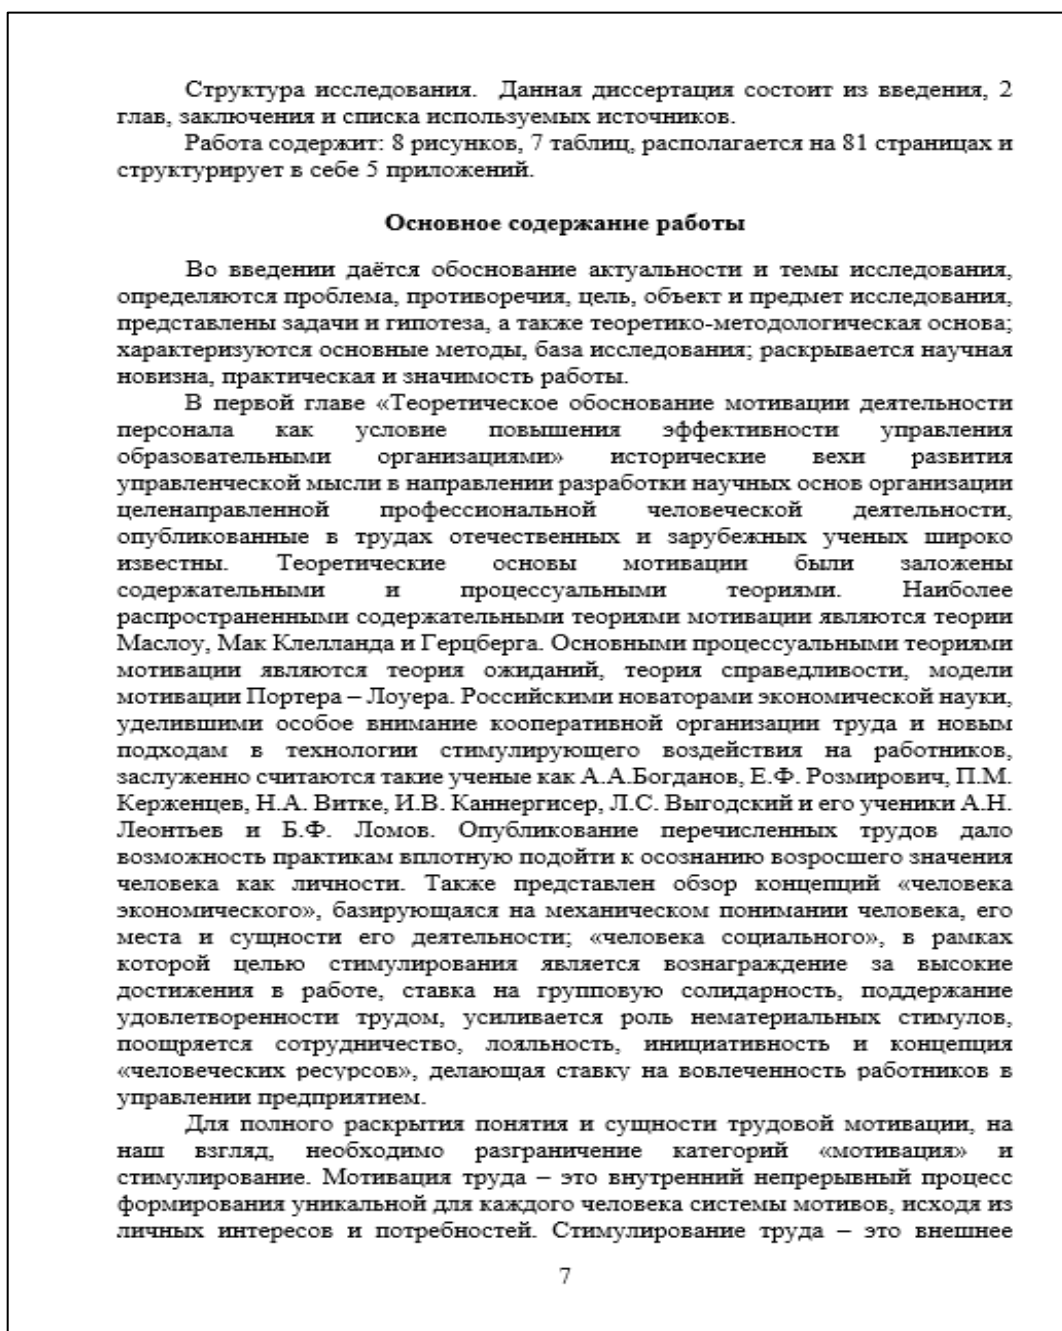 Структура исследования. Данная диссертация состоит из введения, 2
глав, заключения и списка используемых источников.
Работа содержит: 8 рисунков, 7 таблиц, располагается на 81 страницах и
структурирует в себе 5 приложений.
Основное содержание работы
Во введении даётся обоснование актуальности и темы исследования,
определяются проблема, противоречия, цель, объект и предмет исследования,
представлены задачи и гипотеза, а также теоретико-методологическая основа;
характеризуются основные методы, база исследования; раскрывается научная
новизна, практическая и значимость работы.
В первой главе «Теоретическое обоснование мотивации деятельности
персонала как условие повышения эффективности управления
образовательными организациями» исторические вехи развития
управленческой мысли в направлении разработки научных основ организации
целенаправленной профессиональной человеческой деятельности,
опубликованные в трудах отечественных и зарубежных ученых широко
известны. Теоретические основы мотивации были заложены
содержательными и процессуальными теориями. Наиболее
распространенными содержательными теориями мотивации являются теории
Маслоу, Мак Клелланда и Герцберга. Основными процессуальными теориями
мотивации являются теория ожиданий, теория справедливости, модели
мотивации Портера – Лоуера. Российскими новаторами экономической науки,
уделившими особое внимание кооперативной организации труда и новым
подходам в технологии стимулирующего воздействия на работников,
заслуженно считаются такие ученые как А.А.Богданов, Е.Ф. Розмирович, П.М.
Керженцев, Н.А. Витке, И.В. Каннергисер, Л.С. Выгодский и его ученики А.Н.
Леонтьев и Б.Ф. Ломов. Опубликование перечисленных трудов дало
возможность практикам вплотную подойти к осознанию возросшего значения
человека как личности. Также представлен обзор концепций «человека
экономического», базирующаяся на механическом понимании человека, его
места и сущности его деятельности; «человека социального», в рамках
которой целью стимулирования является вознаграждение за высокие
достижения в работе, ставка на групповую солидарность, поддержание
удовлетворенности трудом, усиливается роль нематериальных стимулов,
поощряется сотрудничество, лояльность, инициативность и концепция
«человеческих ресурсов», делающая ставку на вовлеченность работников в
управлении предприятием.
Для полного раскрытия понятия и сущности трудовой мотивации, на
наш взгляд, необходимо разграничение категорий «мотивация» и
стимулирование. Мотивация труда – это внутренний непрерывный процесс
формирования уникальной для каждого человека системы мотивов, исходя из
личных интересов и потребностей. Стимулирование труда – это внешнее
7